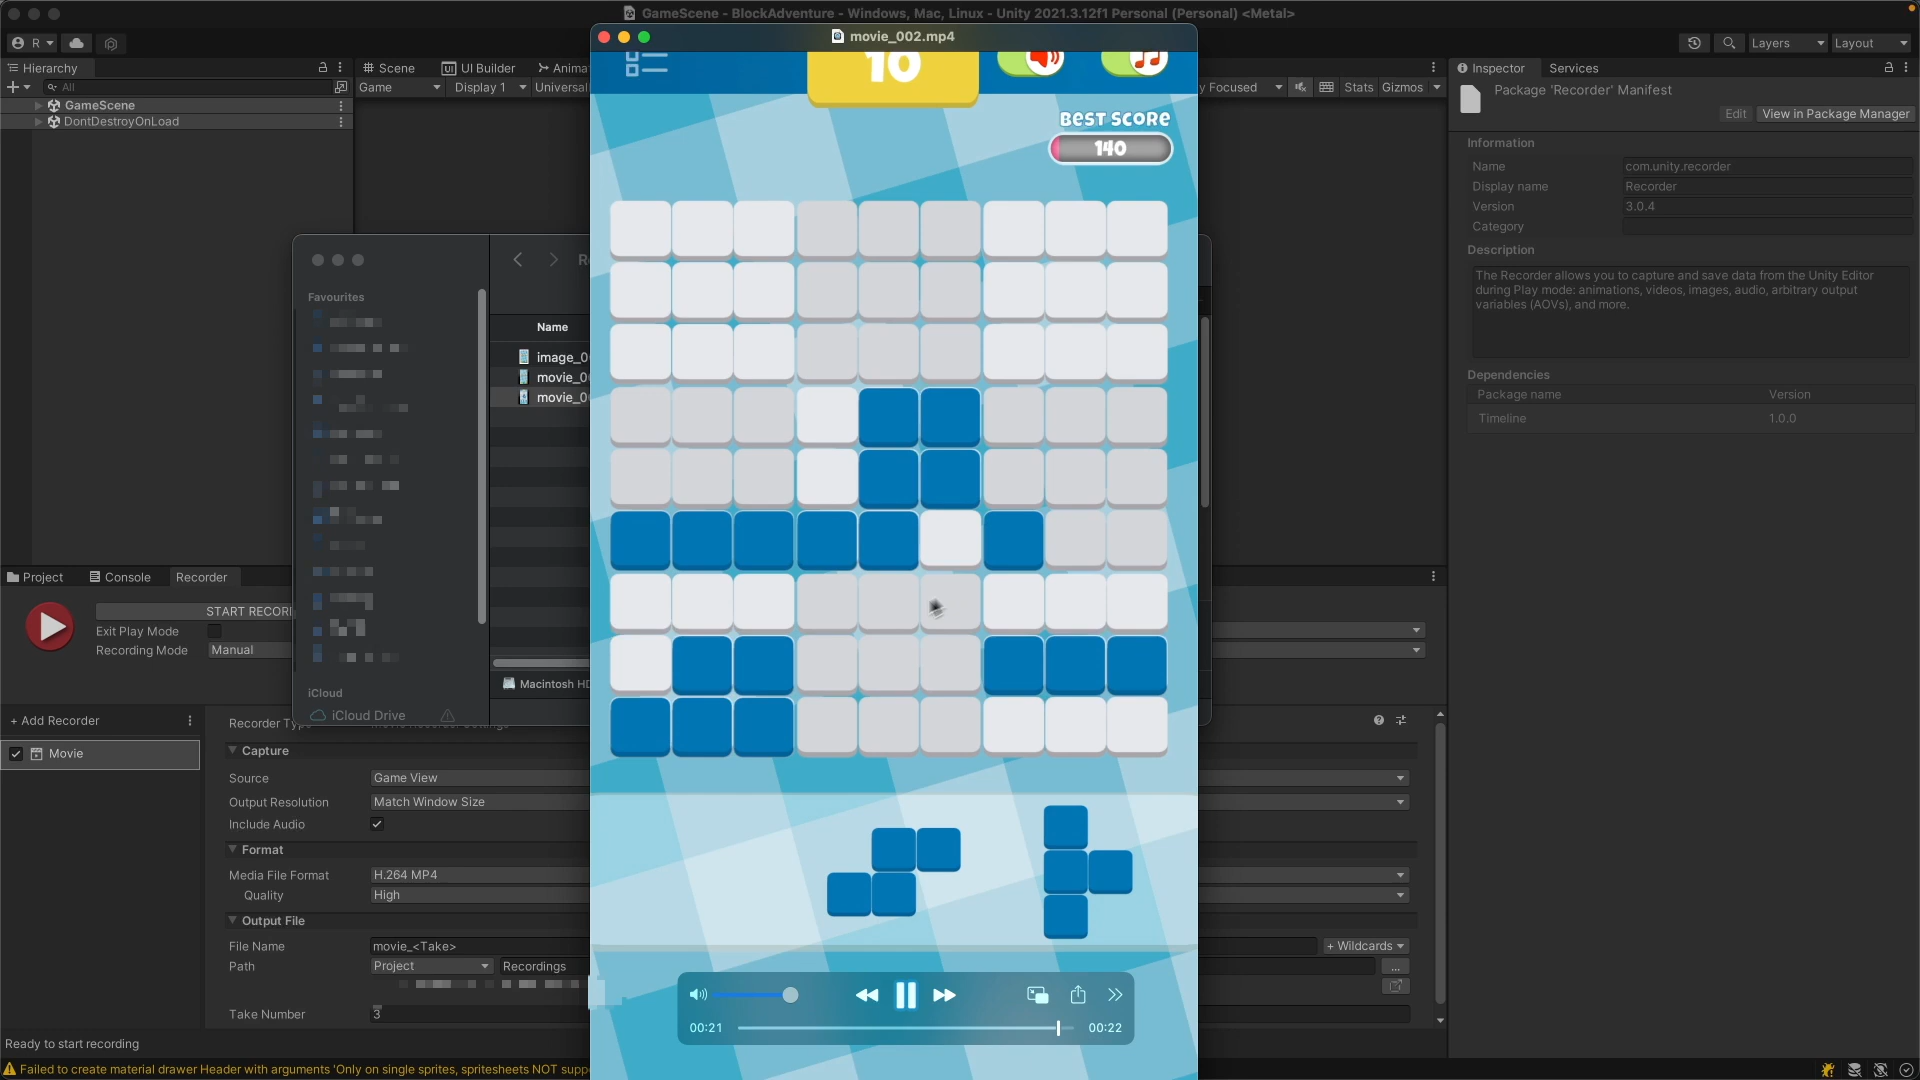 GameScene - BlockAdventure - Windows, Mac, Linux - Unity 2021.3.12f1 Personal (Personal) <Metal>
movie_002.mp4
R
Layers
Layout
Hierarchy
Scene
UI Builder
Anima
Inspector
Services
All
Game
Display 1
Universal
y Focused
Stats
Gizmos
Package 'Recorder' Manifest
Edit
View in Package Manager
GameScene
DontDestroyOnLoad
10
BEST SCORE
140
Information
Name
com.unity.recorder
Display name
Recorder
Version
3.0.4
Category
Description
The Recorder allows you to capture and save data from the Unity Editor
during Play mode: animations, videos, images, audio, arbitrary output
variables (AOVs), and more.
Dependencies
Package name
Version
Timeline
1.0.0
Favourites
Name
image_0
movie_0
movie_0
iCloud
iCloud Drive
Macintosh HD
Project
Console
Recorder
START RECORD
Exit Play Mode
Recording Mode
Manual
+ Add Recorder
Movie
Recorder Type
Capture
Source
Game View
Output Resolution
Match Window Size
Include Audio
Format
Media File Format
H.264 MP4
Quality
High
Output File
File Name
movie_<Take>
+ Wildcards
Path
Project
Recordings
...
Take Number
3
00:21
00:22
Ready to start recording
Failed to create material drawer Header with arguments 'Only on single sprites, spritesheets NOT supp